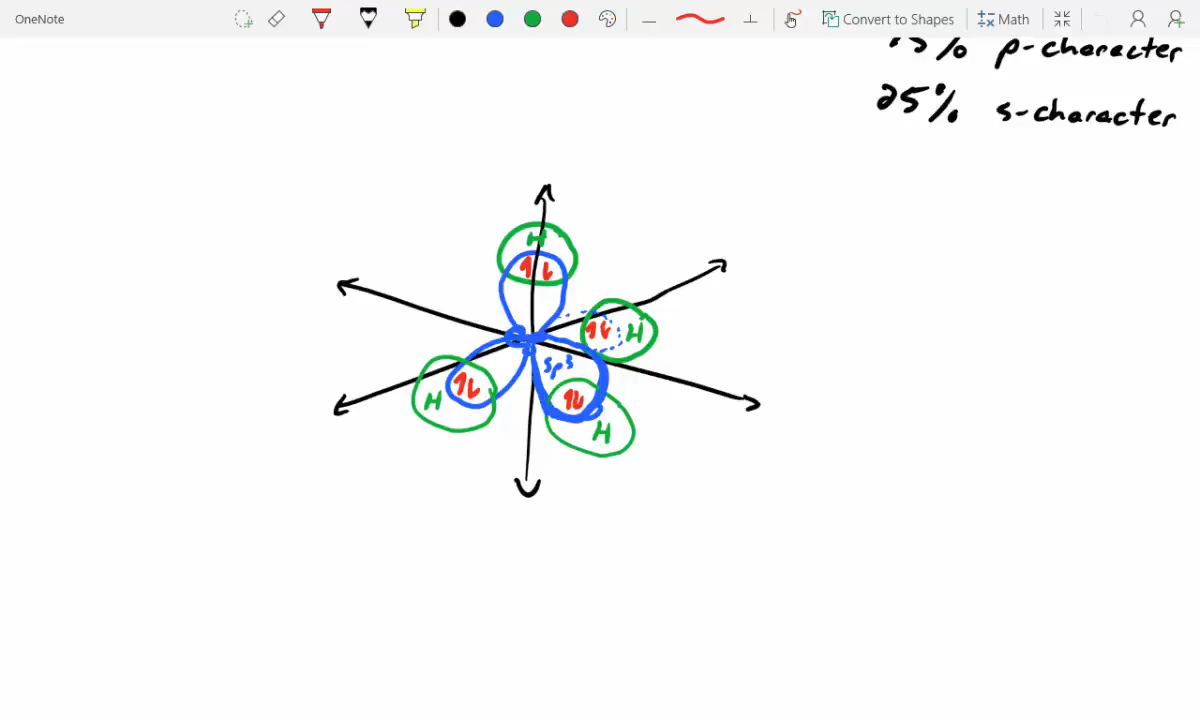 OneNote
Convert to Shapes
Math
p-character
25% s-character
H
H
sp3
H
H